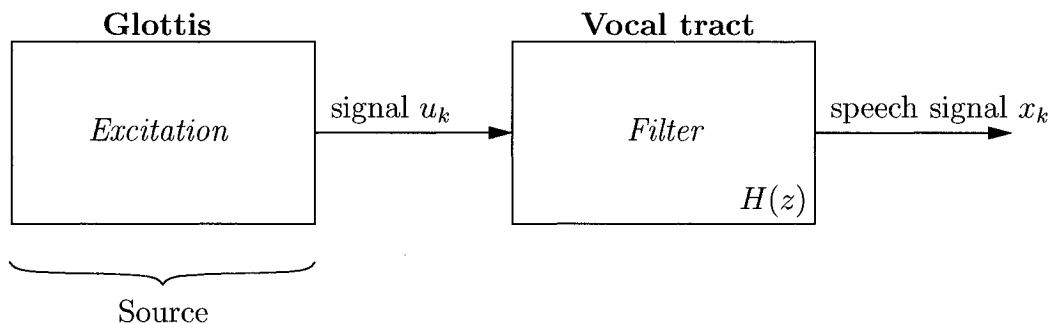 Glottis
Vocal tract
Excitation
signal u_k
Filter
speech signal x_k
H(z)
Source